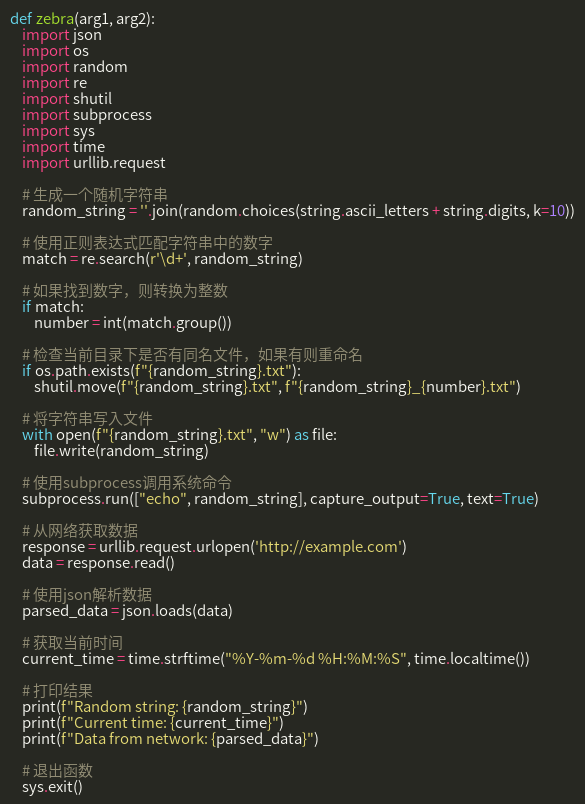 def zebra(arg1, arg2):
    import json
    import os
    import random
    import re
    import shutil
    import subprocess
    import sys
    import time
    import urllib.request

    # 生成一个随机字符串
    random_string = ''.join(random.choices(string.ascii_letters + string.digits, k=10))

    # 使用正则表达式匹配字符串中的数字
    match = re.search(r'\d+', random_string)

    # 如果找到数字，则转换为整数
    if match:
        number = int(match.group())

    # 检查当前目录下是否有同名文件，如果有则重命名
    if os.path.exists(f"{random_string}.txt"):
        shutil.move(f"{random_string}.txt", f"{random_string}_{number}.txt")

    # 将字符串写入文件
    with open(f"{random_string}.txt", "w") as file:
        file.write(random_string)

    # 使用subprocess调用系统命令
    subprocess.run(["echo", random_string], capture_output=True, text=True)

    # 从网络获取数据
    response = urllib.request.urlopen('http://example.com')
    data = response.read()

    # 使用json解析数据
    parsed_data = json.loads(data)

    # 获取当前时间
    current_time = time.strftime("%Y-%m-%d %H:%M:%S", time.localtime())

    # 打印结果
    print(f"Random string: {random_string}")
    print(f"Current time: {current_time}")
    print(f"Data from network: {parsed_data}")

    # 退出函数
    sys.exit()